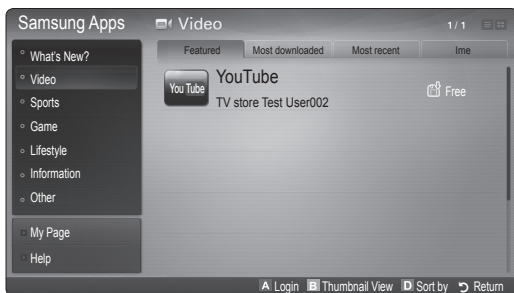 Samsung Apps
Video
1/1
What's New?
Video
Sports
Game
Lifestyle
Information
Other
My Page
Help
Featured
Most downloaded
Most recent
Ime
You Tube
YouTube
TV store Test User002
Free
A Login B Thumbnail View D Sort by Return